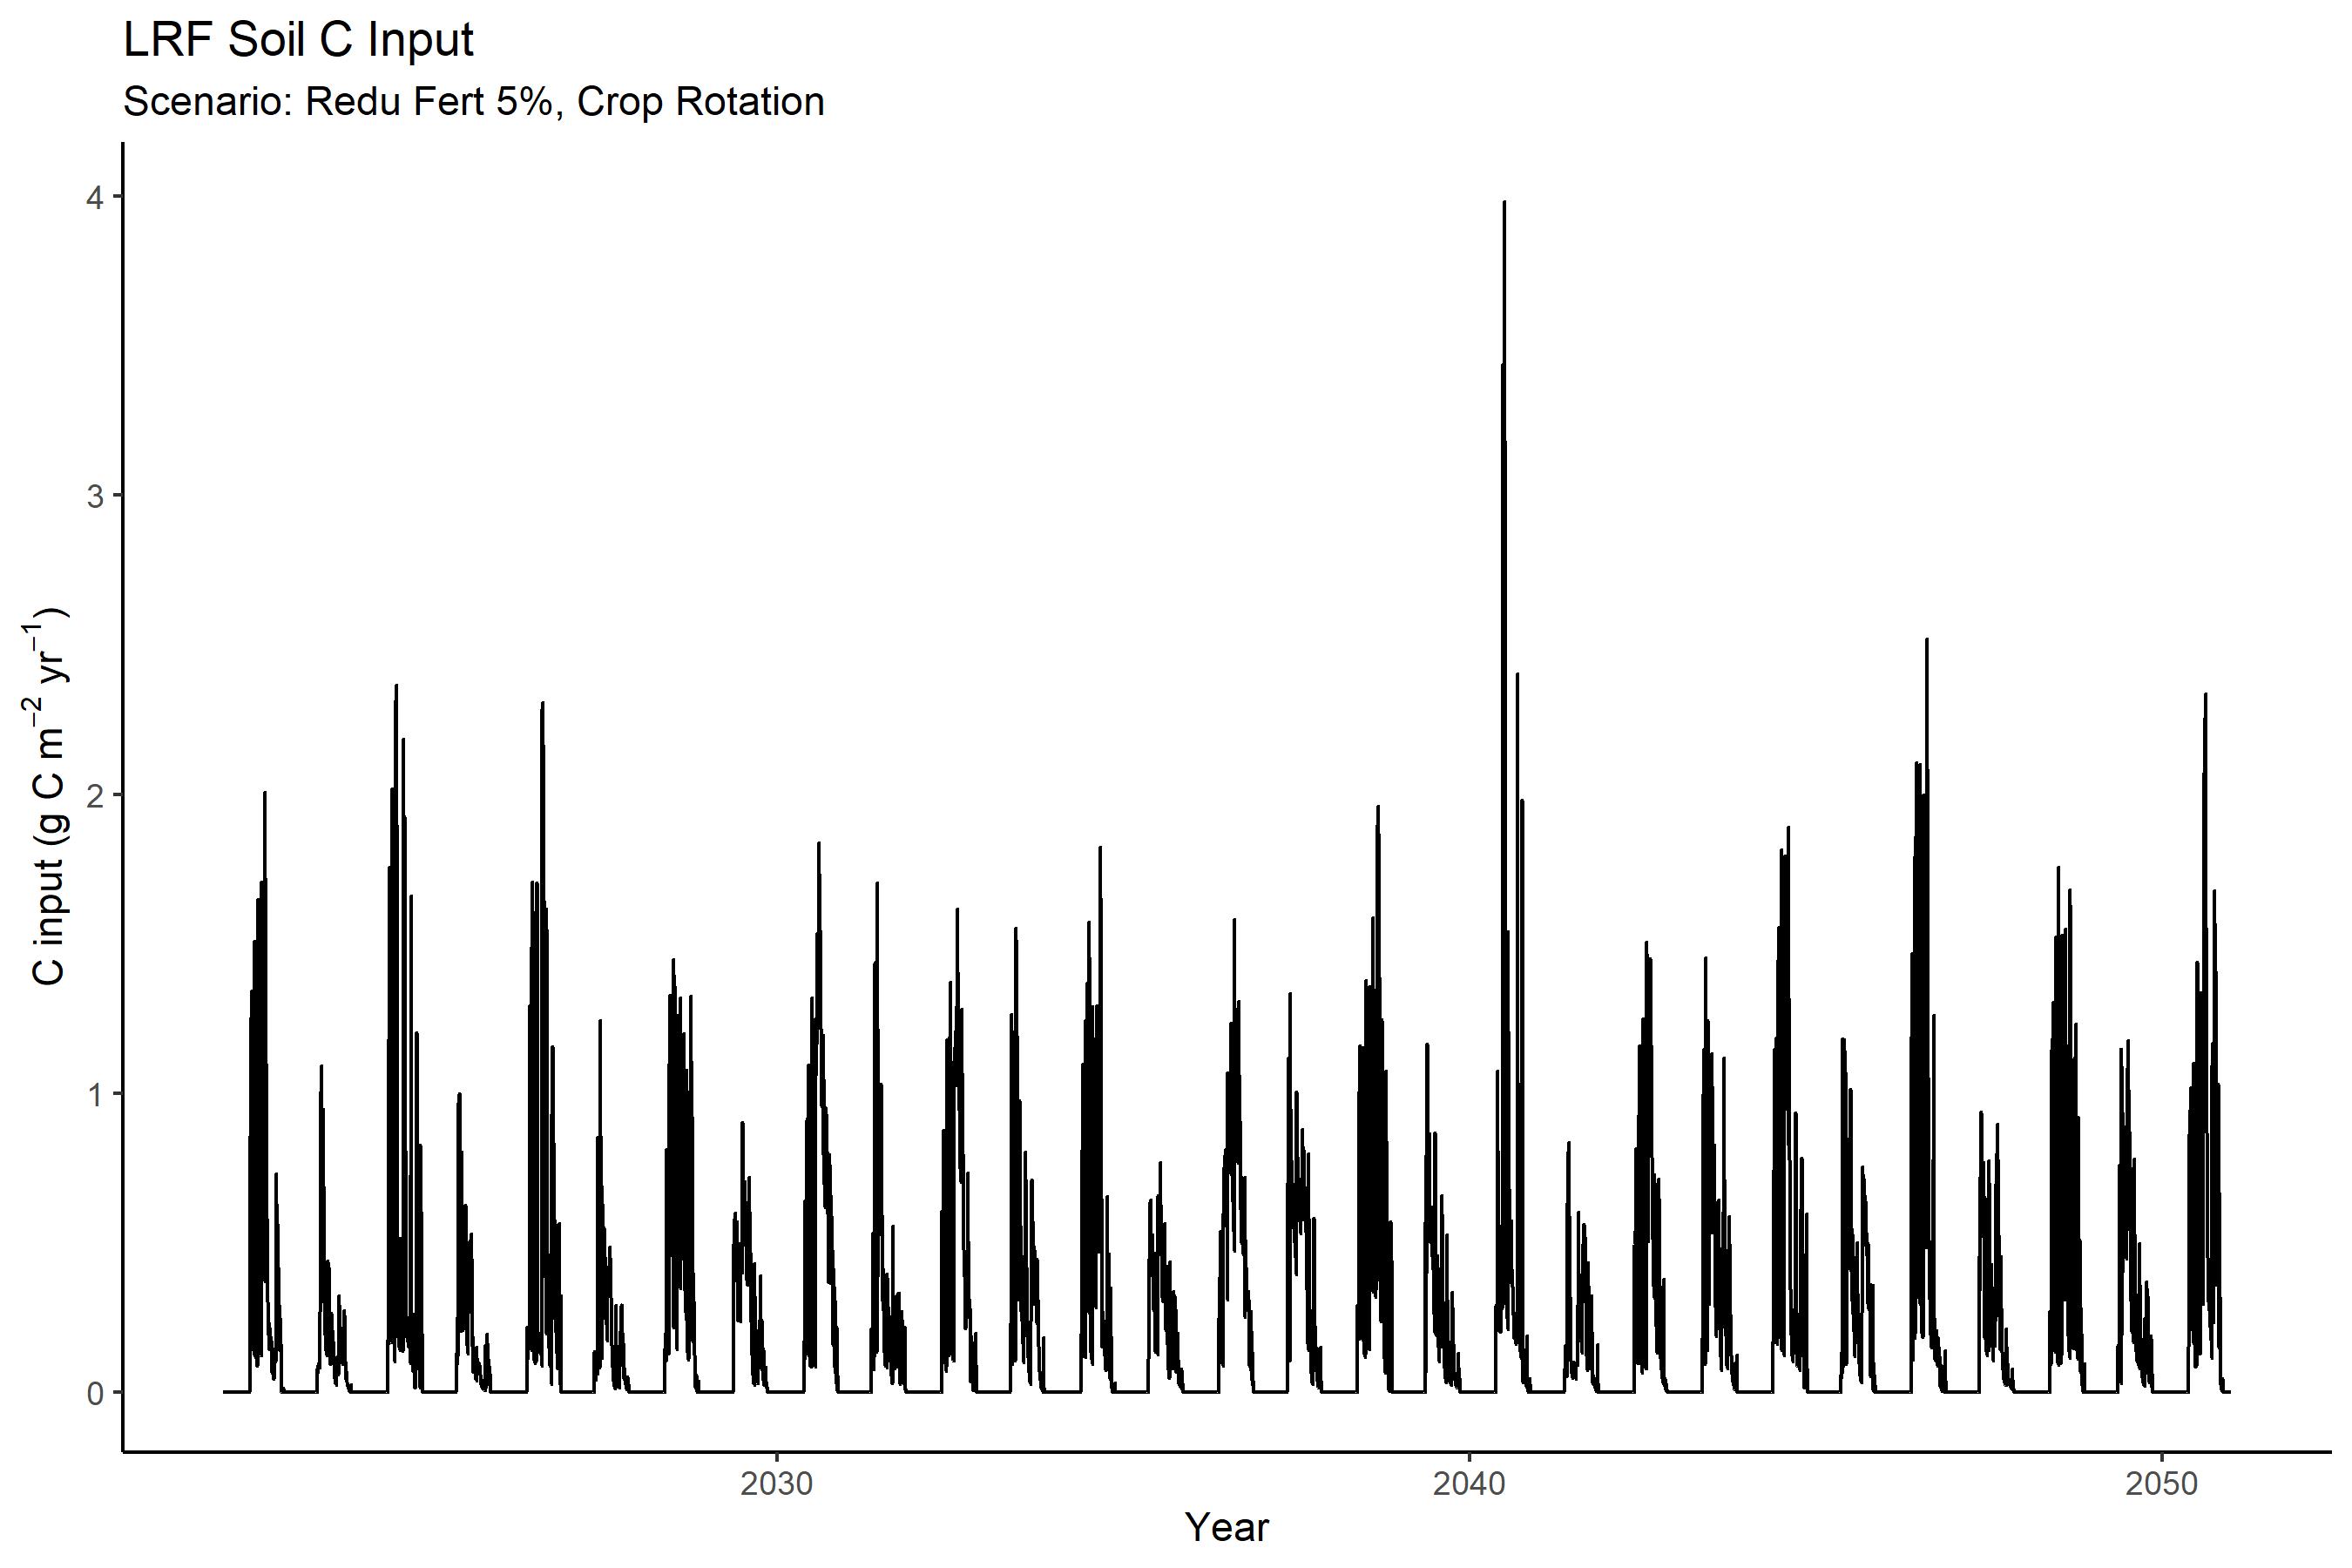 LRF Soil C Input
Scenario: Redu Fert 5%, Crop Rotation
4
3
2
1
0
C input (g C m−2 yr−1)
2030 2040 2050
Year